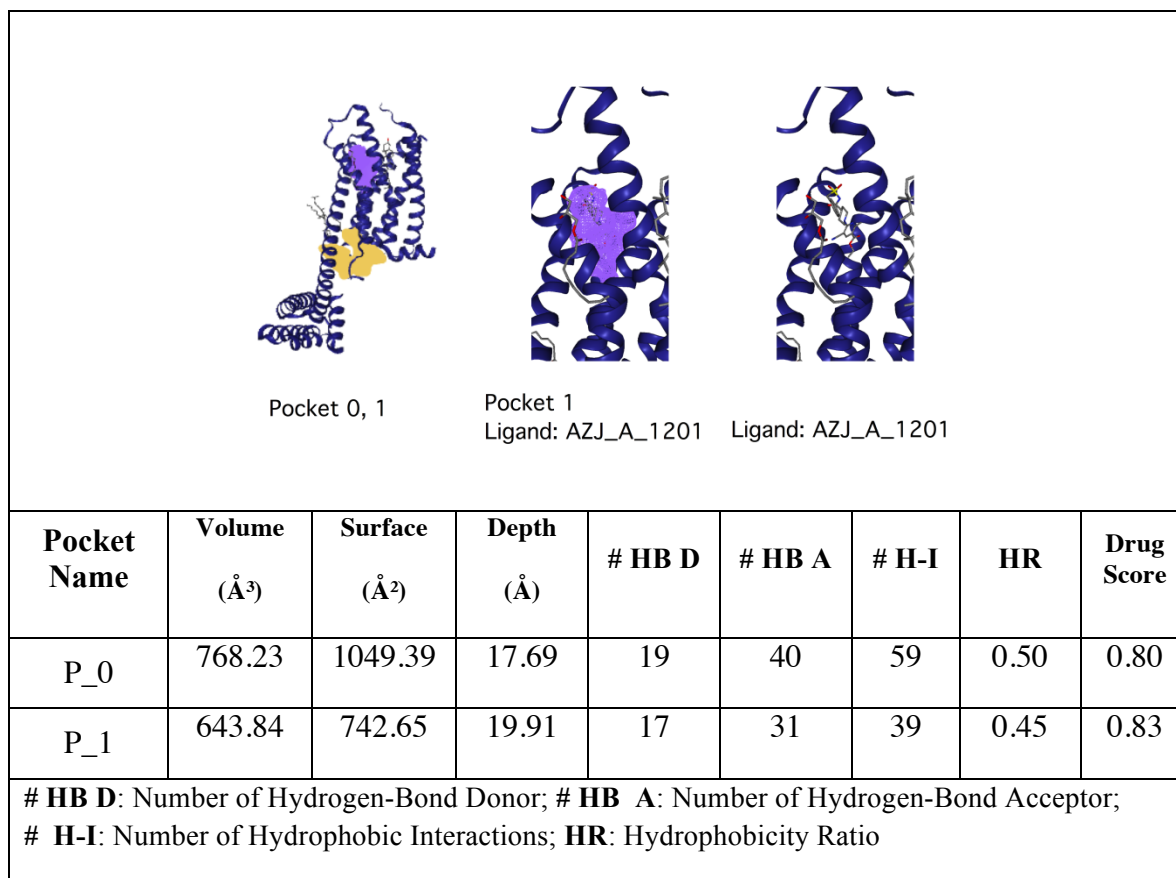 Pocket 0, 1
Pocket 1
Ligand: AZJ_A_1201
Ligand: AZJ_A_1201
Pocket Name Volume (Å³) Surface (Å²) Depth (Å) # HB D # HB A # H-I HR Drug Score
P_0 768.23 1049.39 17.69 19 40 59 0.50 0.80
P_1 643.84 742.65 19.91 17 31 39 0.45 0.83
# HB D: Number of Hydrogen-Bond Donor; # HB A: Number of Hydrogen-Bond Acceptor;
# H-I: Number of Hydrophobic Interactions; HR: Hydrophobicity Ratio